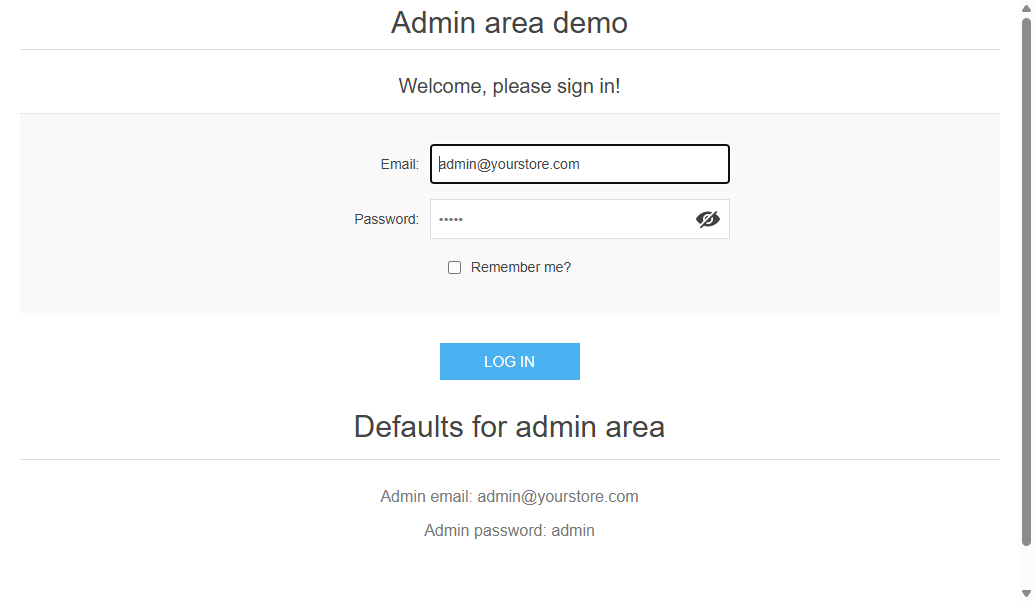 Admin area demo
Welcome, please sign in!
Email: admin@yourstore.com
Password: •••••
Remember me?
LOG IN
Defaults for admin area
Admin email: admin@yourstore.com
Admin password: admin